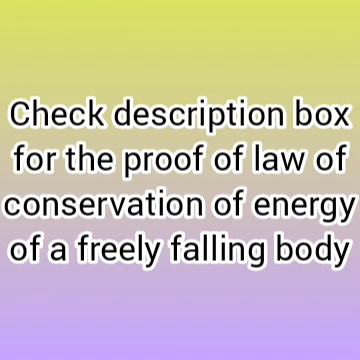 Check description box
for the proof of law of
conservation of energy
of a freely falling body